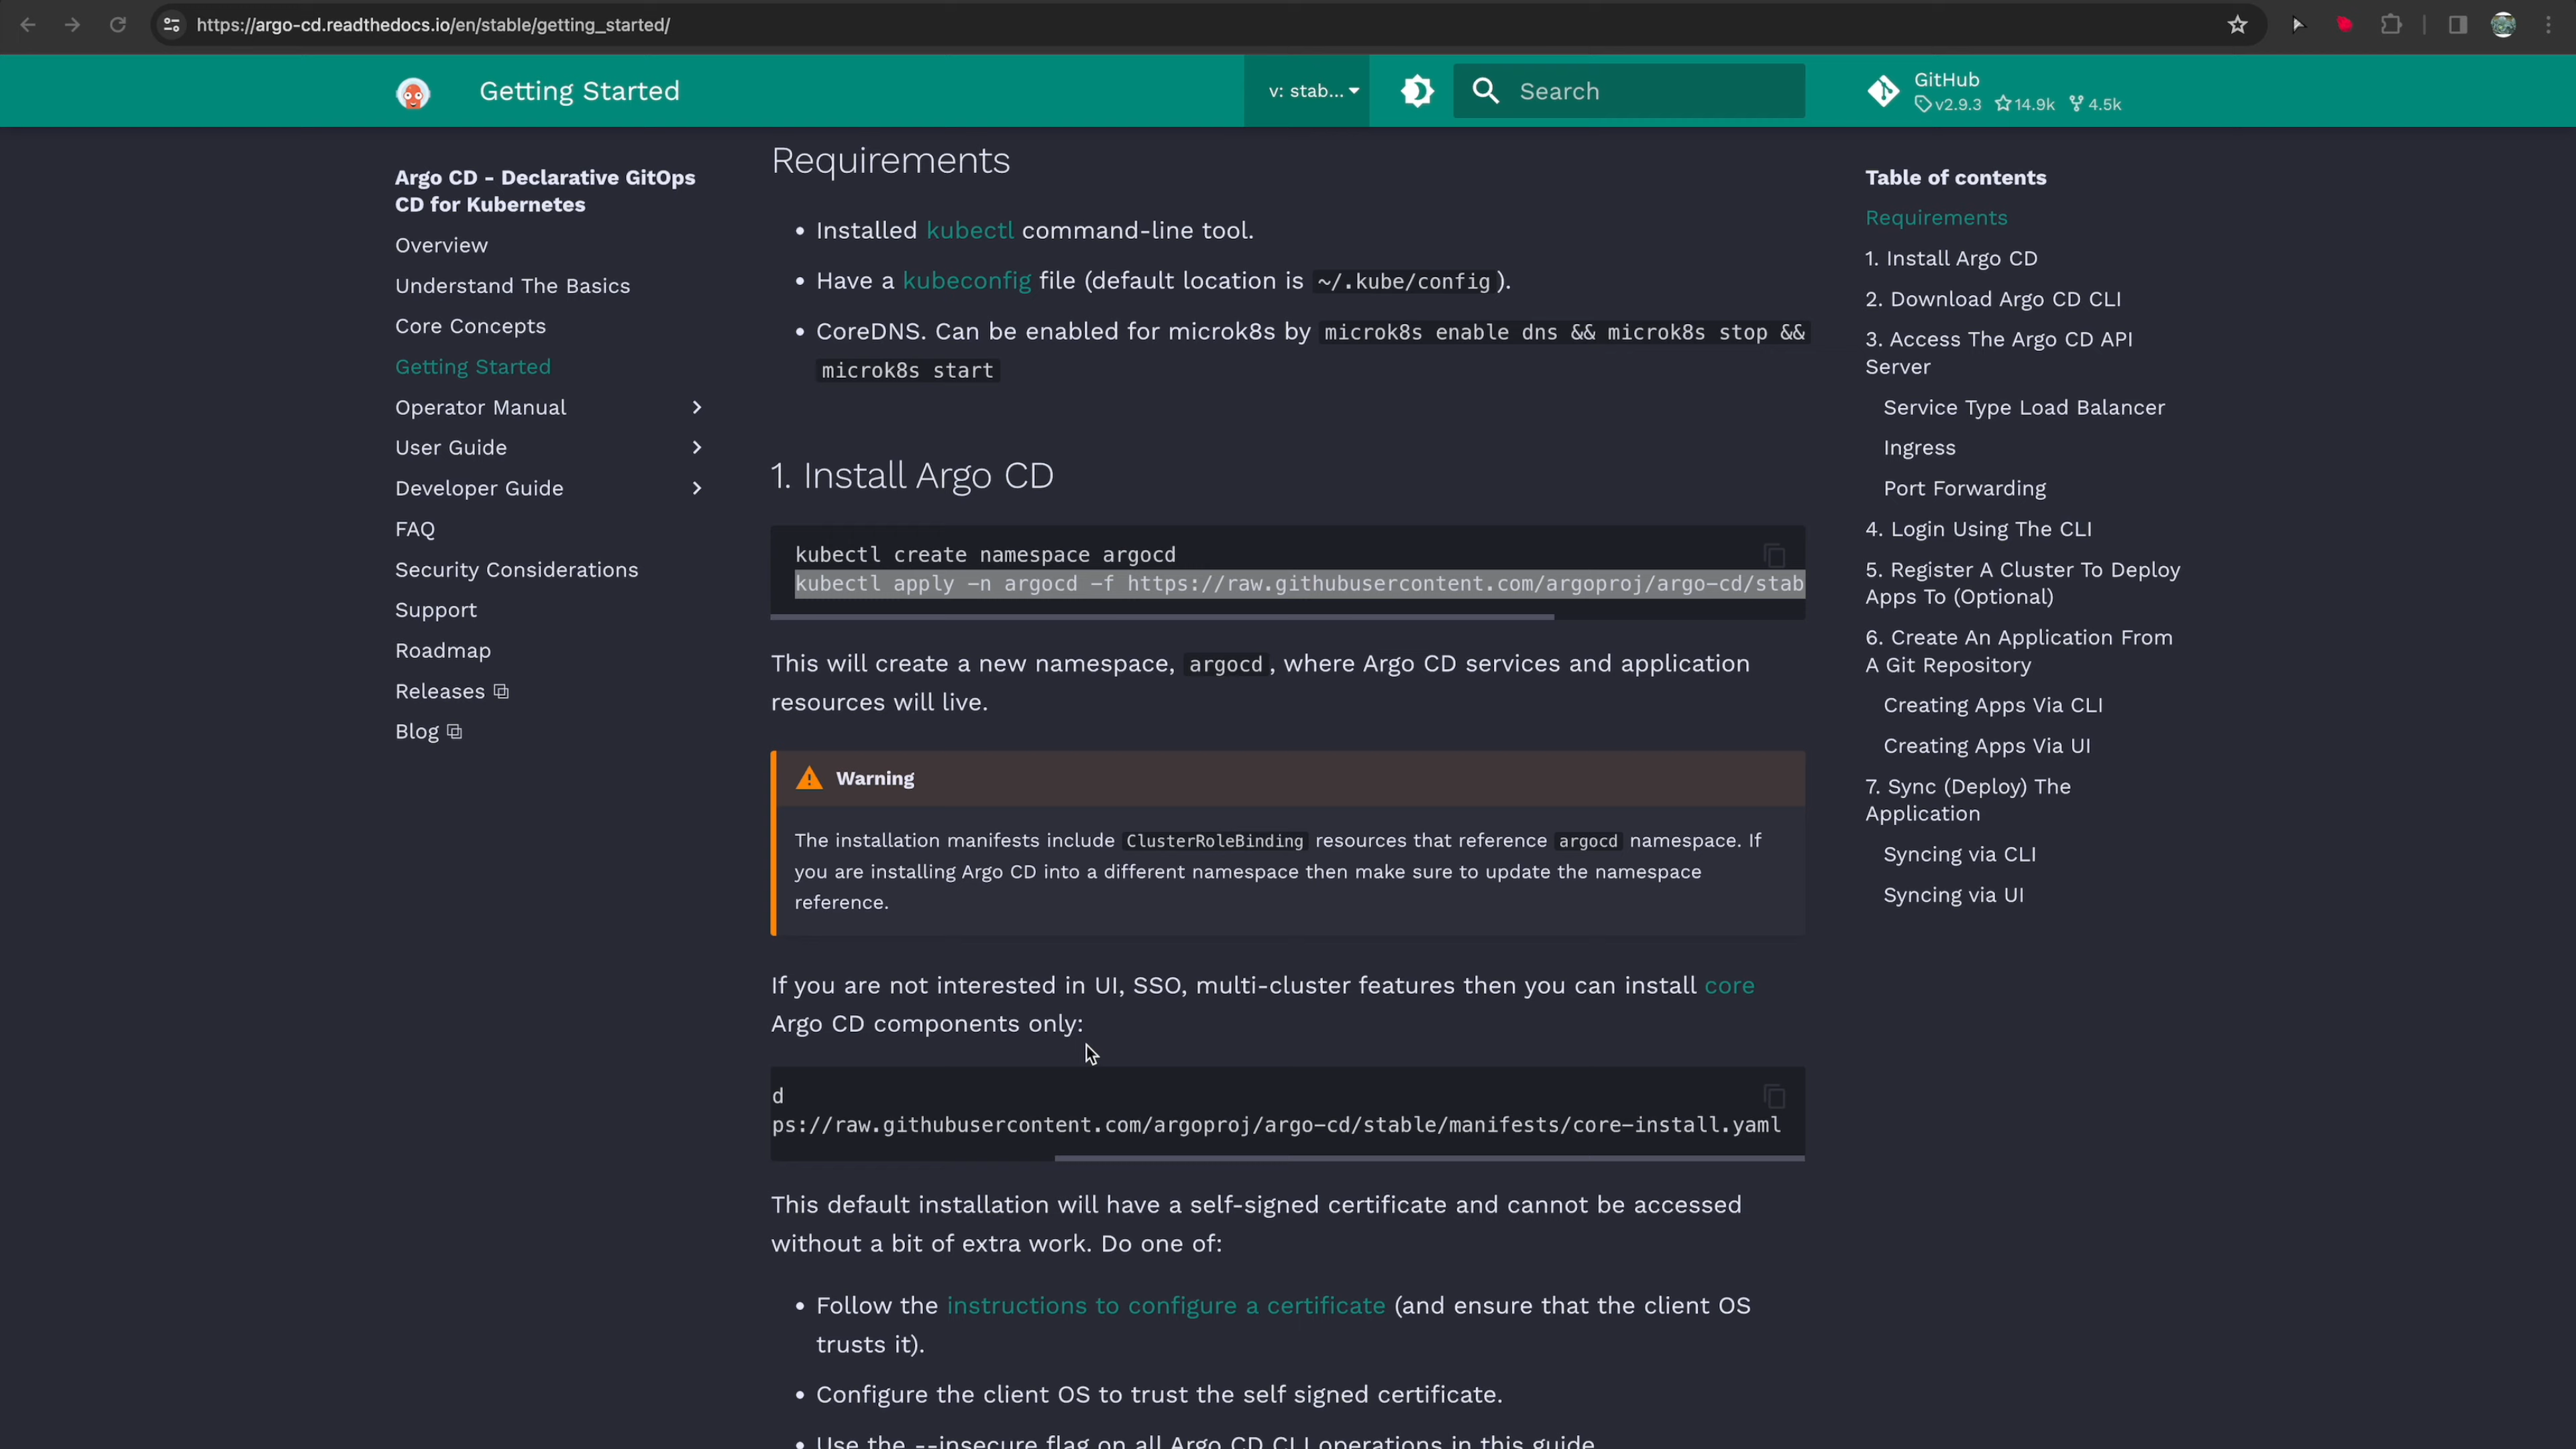 https://argo-cd.readthedocs.io/en/stable/getting_started/
Getting Started
v: stab...
Search
GitHub
v2.9.3 14.9k 4.5k
Argo CD - Declarative GitOps
CD for Kubernetes
Overview
Understand The Basics
Core Concepts
Getting Started
Operator Manual
User Guide
Developer Guide
FAQ
Security Considerations
Support
Roadmap
Releases
Blog
Requirements
• Installed kubectl command-line tool.
• Have a kubeconfig file (default location is ~/.kube/config ).
• CoreDNS. Can be enabled for microk8s by microk8s enable dns && microk8s stop &&
microk8s start
1. Install Argo CD
kubectl create namespace argocd
kubectl apply -n argocd -f https://raw.githubusercontent.com/argoproj/argo-cd/stab
This will create a new namespace, argocd, where Argo CD services and application
resources will live.
Warning
The installation manifests include ClusterRoleBinding resources that reference argocd namespace. If
you are installing Argo CD into a different namespace then make sure to update the namespace
reference.
If you are not interested in UI, SSO, multi-cluster features then you can install core
Argo CD components only:
d
ps://raw.githubusercontent.com/argoproj/argo-cd/stable/manifests/core-install.yaml
This default installation will have a self-signed certificate and cannot be accessed
without a bit of extra work. Do one of:
• Follow the instructions to configure a certificate (and ensure that the client OS
trusts it).
• Configure the client OS to trust the self signed certificate.
• Use the --insecure flag on all Argo CD CLI operations in this guide.
Table of contents
Requirements
1. Install Argo CD
2. Download Argo CD CLI
3. Access The Argo CD API
Server
Service Type Load Balancer
Ingress
Port Forwarding
4. Login Using The CLI
5. Register A Cluster To Deploy
Apps To (Optional)
6. Create An Application From
A Git Repository
Creating Apps Via CLI
Creating Apps Via UI
7. Sync (Deploy) The
Application
Syncing via CLI
Syncing via UI